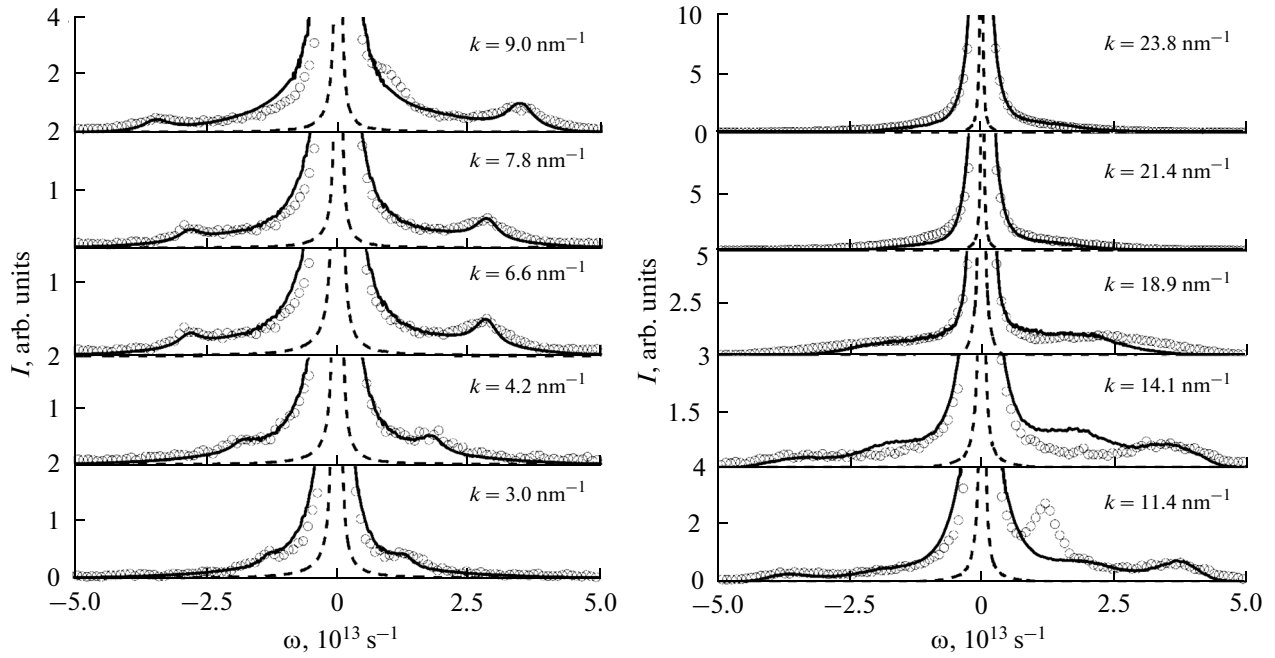 I, arb. units
4
2
k = 9.0 nm⁻¹
2
1
k = 7.8 nm⁻¹
1
k = 6.6 nm⁻¹
2
1
k = 4.2 nm⁻¹
2
1
k = 3.0 nm⁻¹
0
−5.0 −2.5 0 2.5 5.0
ω, 10¹³ s⁻¹
I, arb. units
10
5
k = 23.8 nm⁻¹
0
5
k = 21.4 nm⁻¹
5
2.5
k = 18.9 nm⁻¹
3
1.5
k = 14.1 nm⁻¹
4
2
k = 11.4 nm⁻¹
0
−5.0 −2.5 0 2.5 5.0
ω, 10¹³ s⁻¹